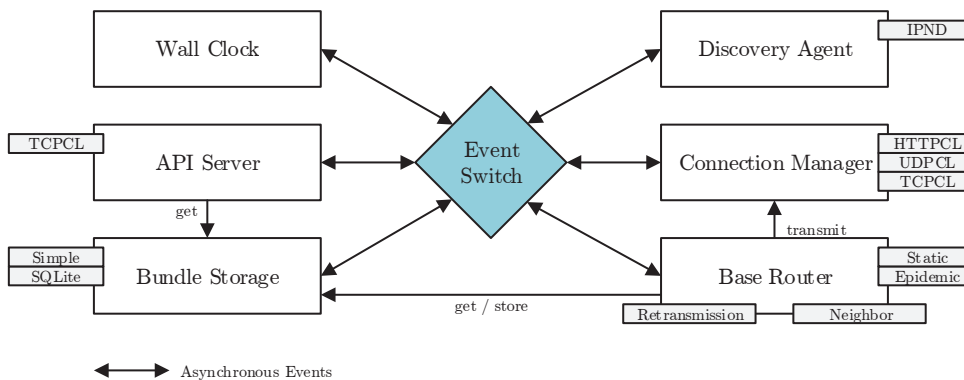 Wall Clock
Discovery Agent
IPND
TCPCL
API Server
Event
Switch
Connection Manager
HTTPCL
UDPCL
TCPCL
get
transmit
Simple
SQLite
Bundle Storage
Base Router
Static
Epidemic
get / store
Retransmission
Neighbor
Asynchronous Events